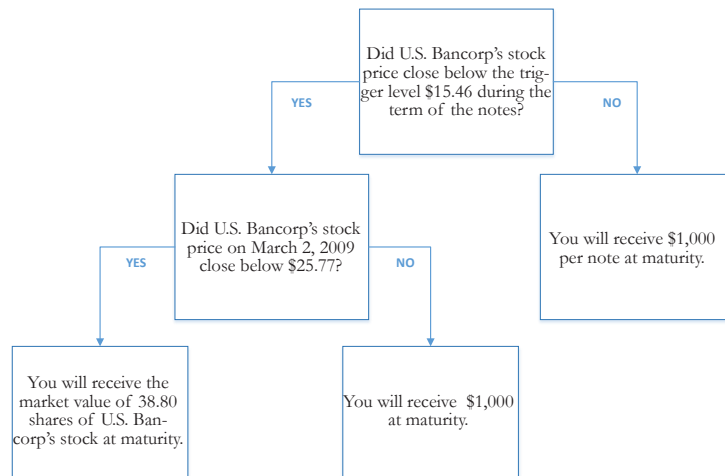 Did U.S. Bancorp’s stock
price close below the trig-
ger level $15.46 during the
term of the notes?
YES
NO
Did U.S. Bancorp’s stock
price on March 2, 2009
close below $25.77?
You will receive $1,000
per note at maturity.
YES
NO
You will receive the
market value of 38.80
shares of U.S. Ban-
corp’s stock at maturity.
You will receive $1,000
at maturity.